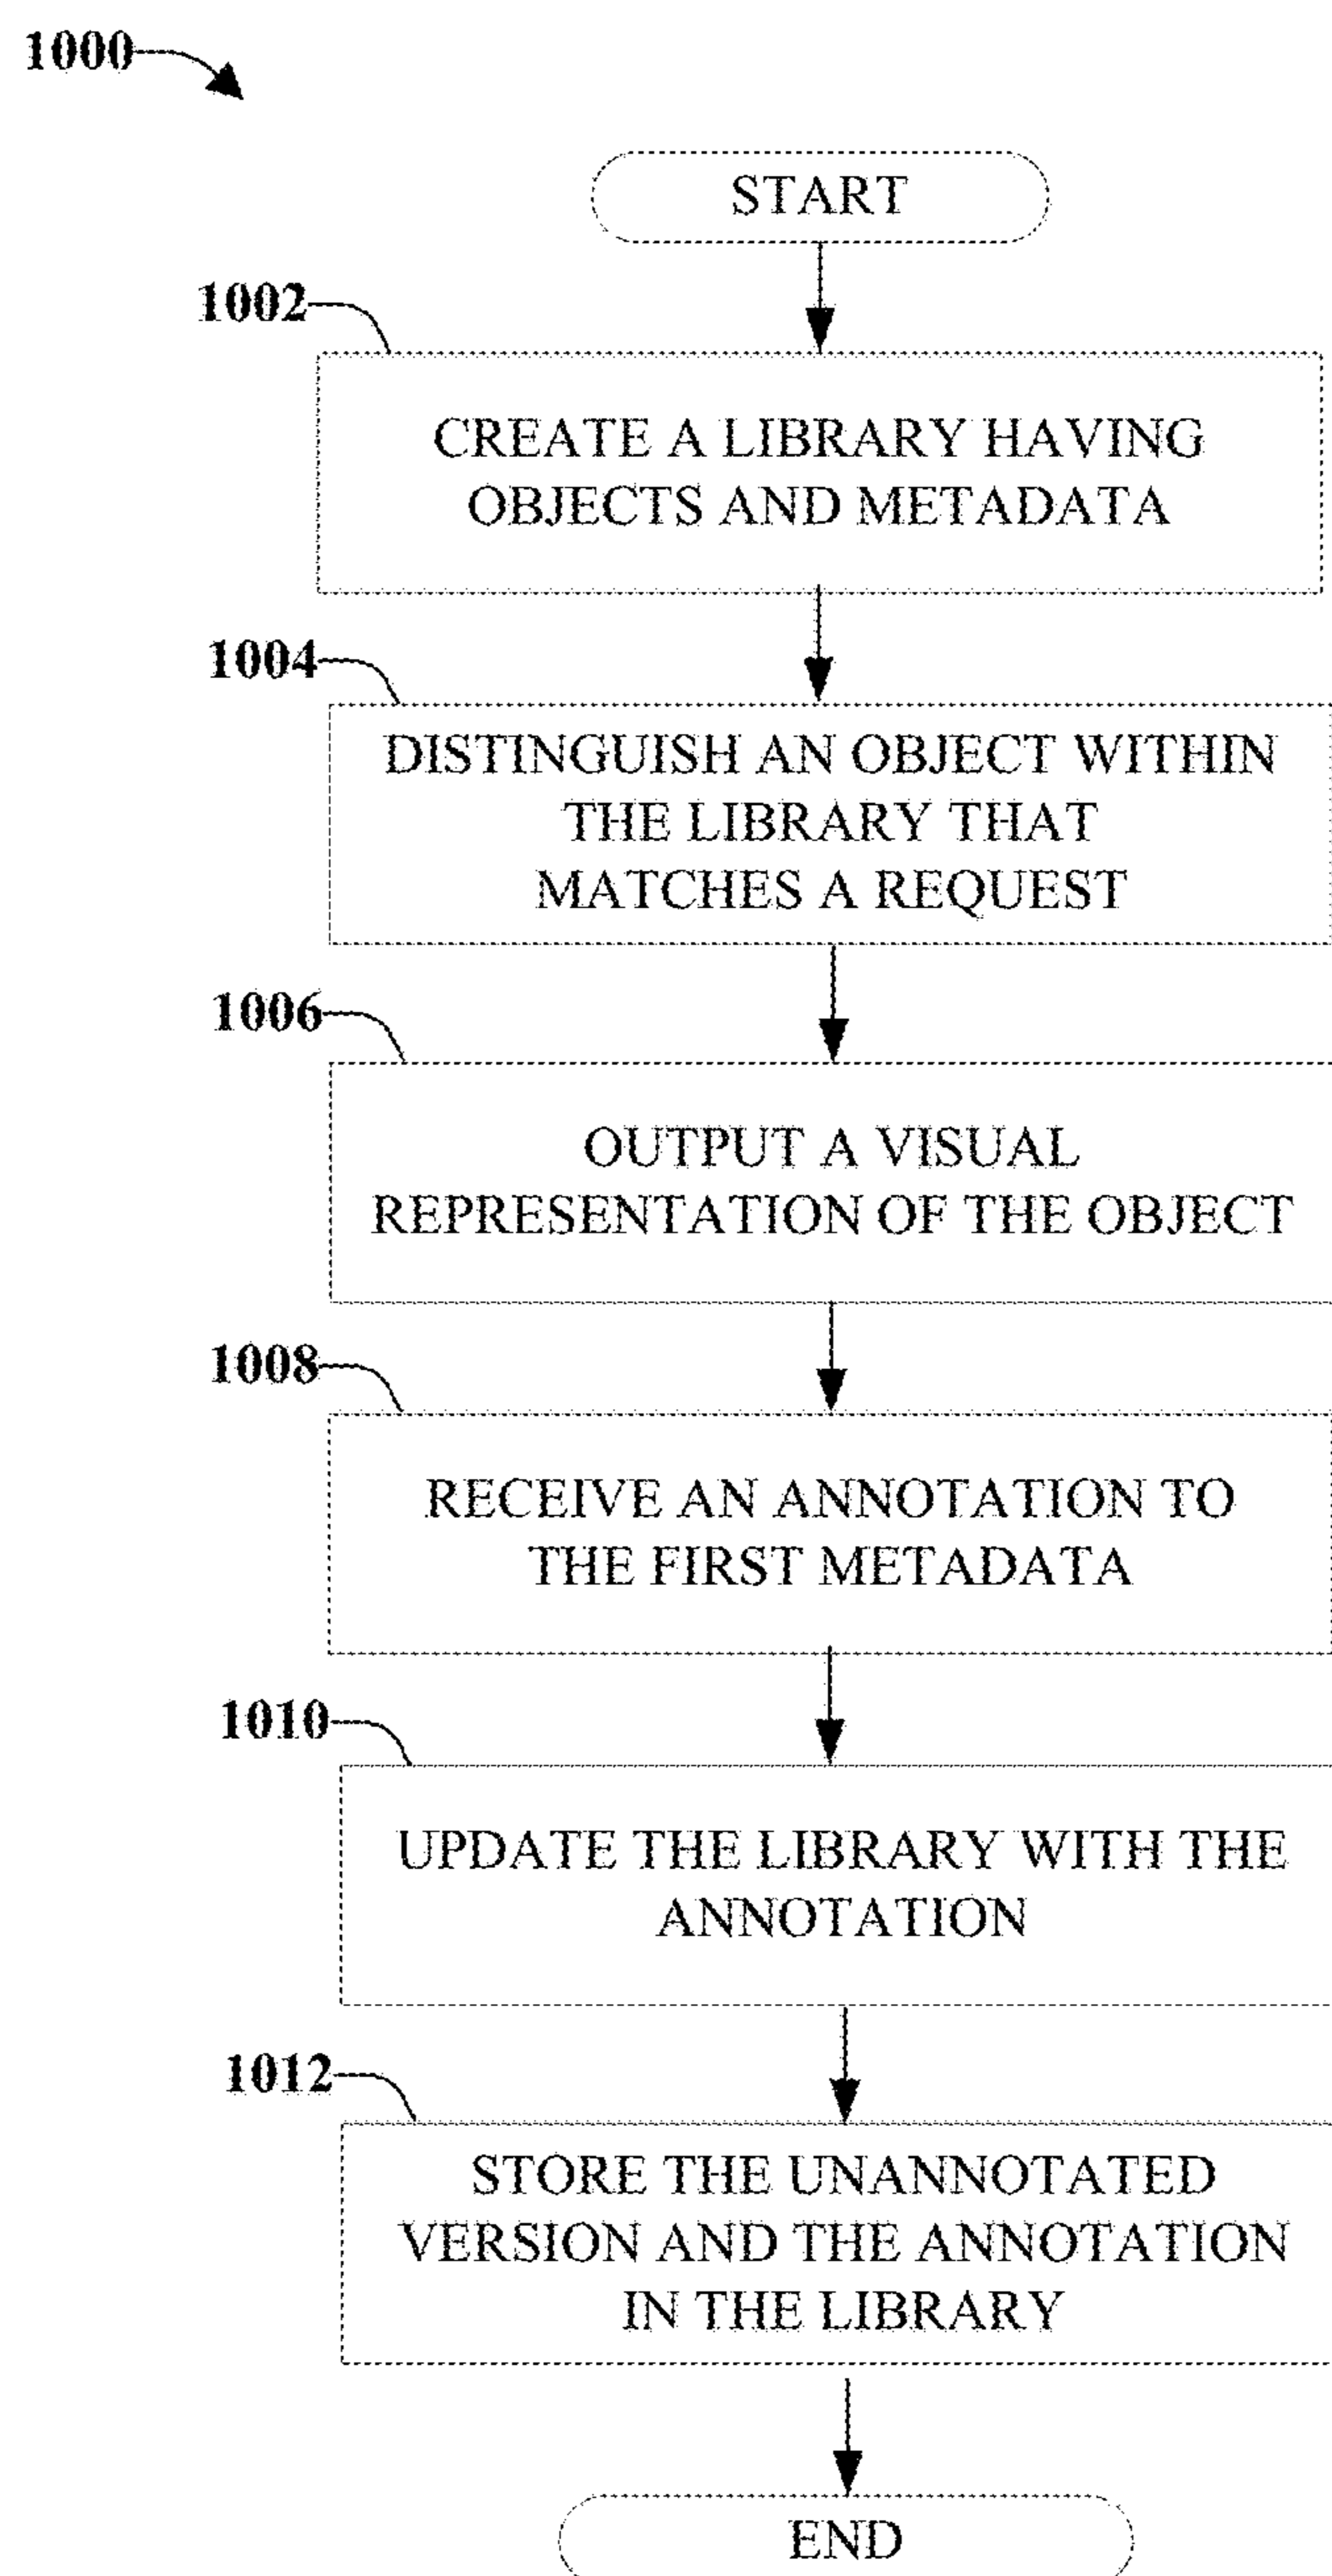 1000
START
1002
CREATE A LIBRARY HAVING
OBJECTS AND METADATA
1004
DISTINGUISH AN OBJECT WITHIN
THE LIBRARY THAT
MATCHES A REQUEST
1006
OUTPUT A VISUAL
REPRESENTATION OF THE OBJECT
1008
RECEIVE AN ANNOTATION TO
THE FIRST METADATA
1010
UPDATE THE LIBRARY WITH THE
ANNOTATION
1012
STORE THE UNANNOTATED
VERSION AND THE ANNOTATION
IN THE LIBRARY
END